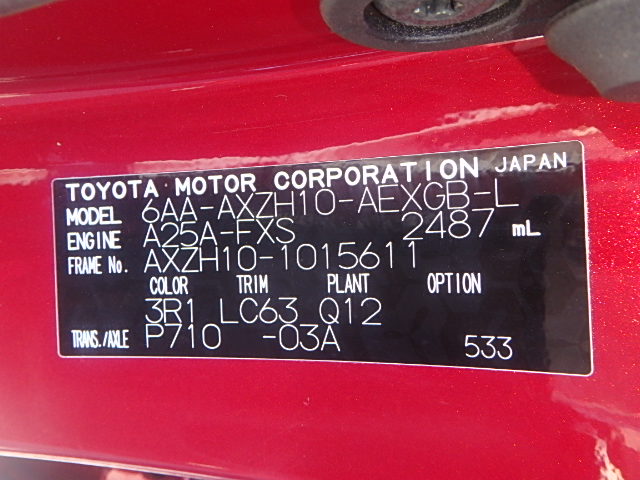 TOYOTA MOTOR CORPORATION JAPAN
MODEL 6AA-AXZH10-AEXGB-L
ENGINE A25A-FXS 2487 mL
FRAME No. AXZH10-1015611
COLOR TRIM PLANT OPTION
3R1 LC63 Q12
TRANS./AXLE P710 -03A 533